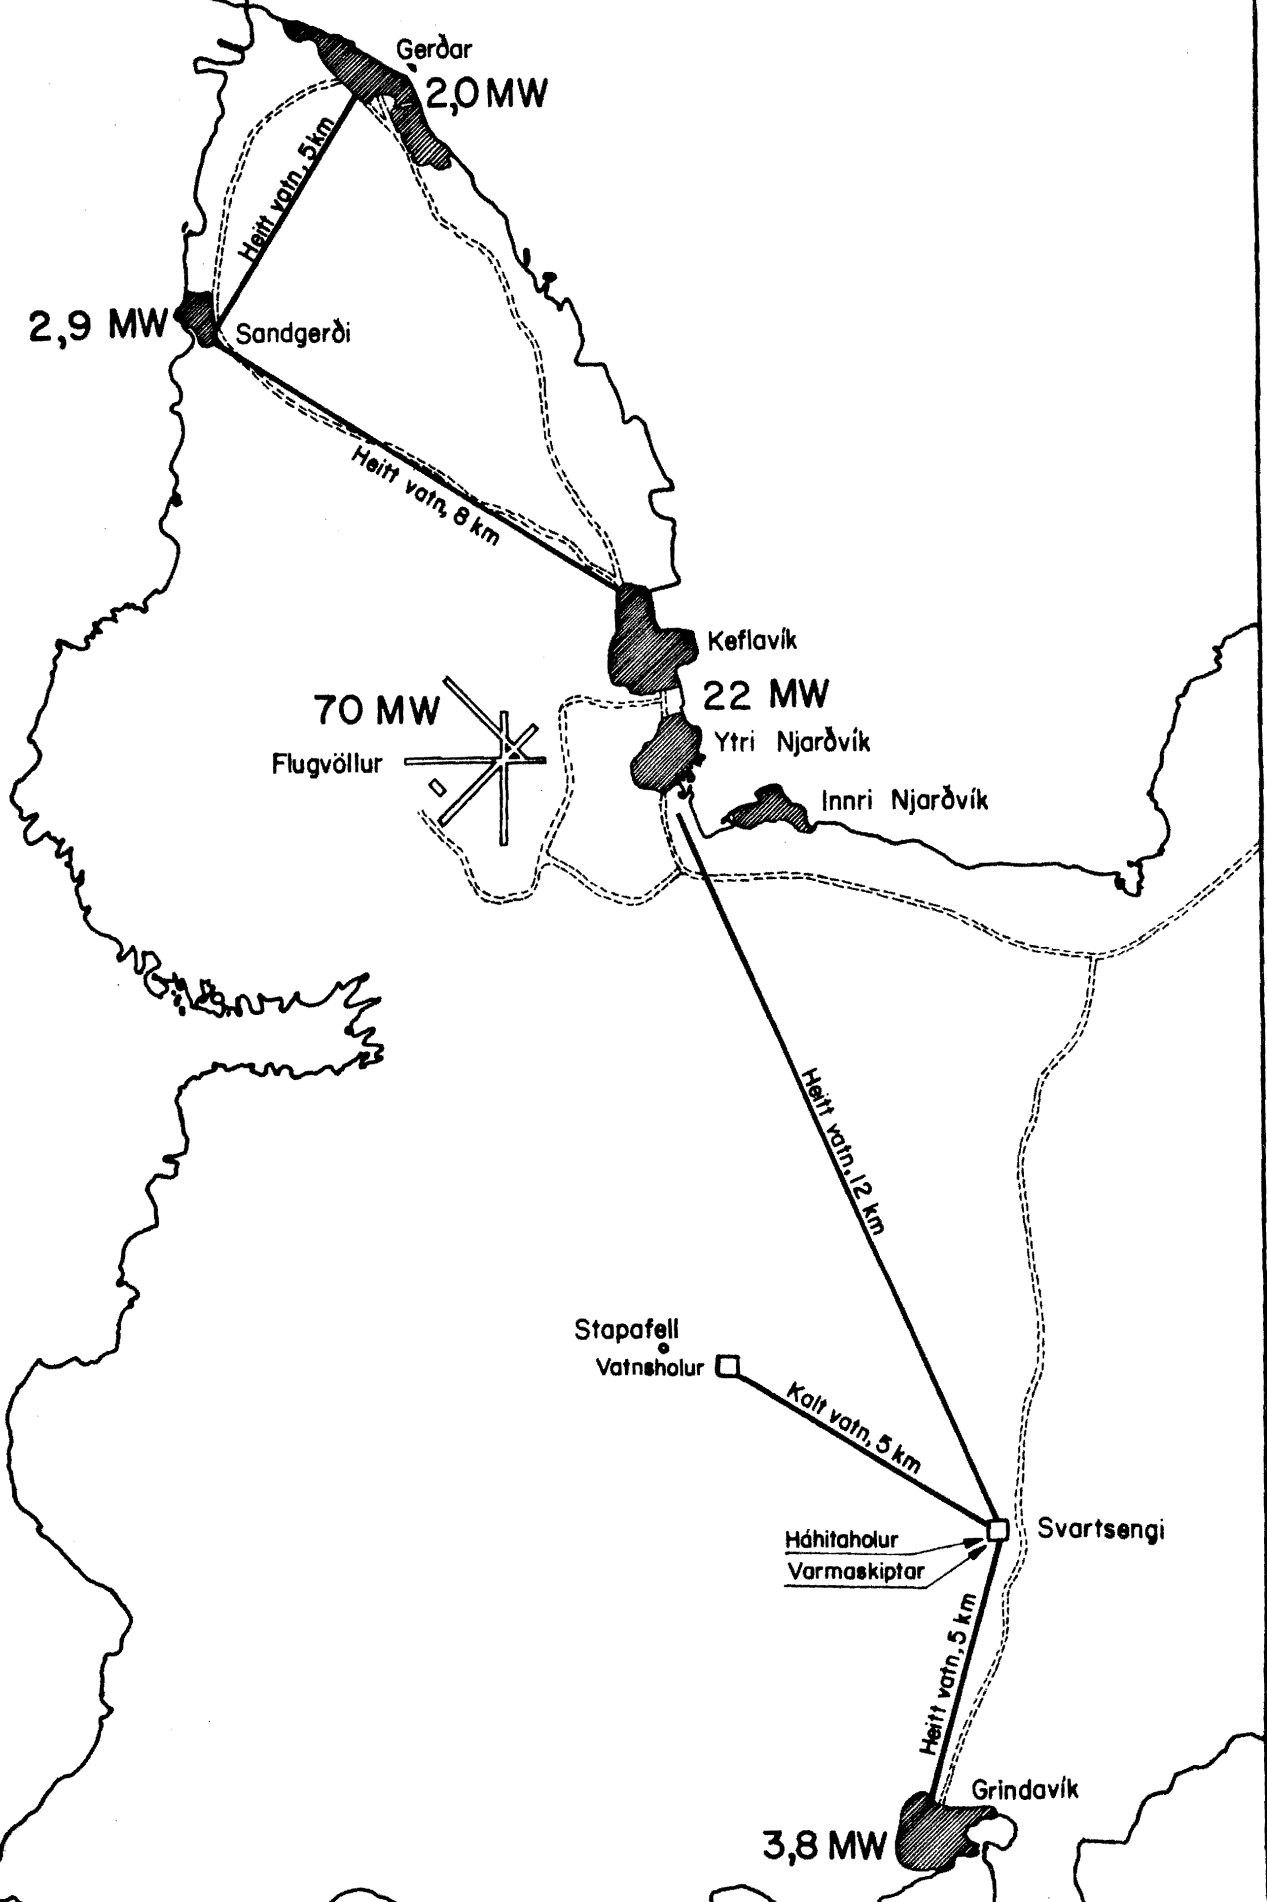 Gerðar
2,0 MW
Heitt vatn, 5 km
2,9 MW
Sandgerði
Heitt vatn, 8 km
Keflavík
70 MW
22 MW
Flugvöllur
Ytri Njarðvík
Innri Njarðvík
Heitt vatn, 12 km
Stapafell
Vatnsholur
Kalt vatn, 5 km
Svartsengi
Háhitaholur
Varmaskiptar
Heitt vatn, 5 km
Grindavík
3,8 MW